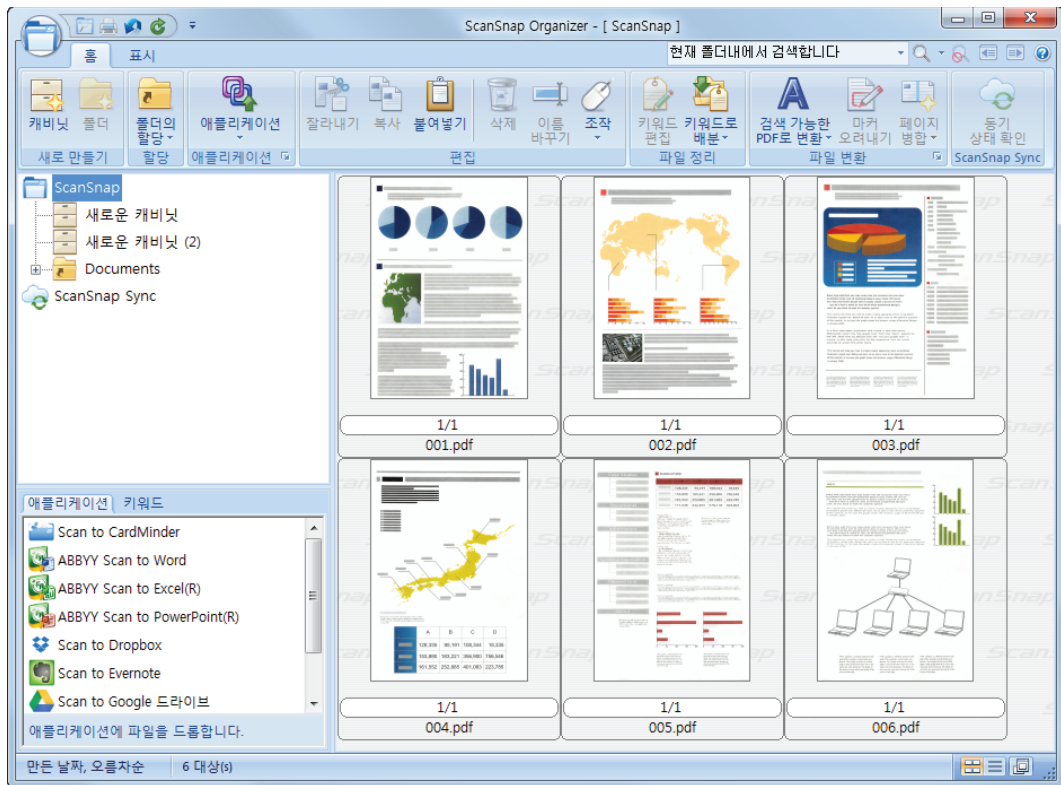 ScanSnap Organizer - [ ScanSnap ]
홈 표시
현재 폴더내에서 검색합니다
캐비닛 폴더
새로 만들기
폴더의 할당
할당
애플리케이션
애플리케이션
잘라내기 복사 붙여넣기 삭제 이름 바꾸기 조작
편집
키워드 편집 키워드로 배분
파일 정리
검색 가능한 PDF로 변환 마커 오려내기 페이지 병합
파일 변환
동기 상태 확인
ScanSnap Sync
ScanSnap
새로운 캐비닛
새로운 캐비닛 (2)
Documents
ScanSnap Sync
애플리케이션 키워드
Scan to CardMinder
ABBYY Scan to Word
ABBYY Scan to Excel(R)
ABBYY Scan to PowerPoint(R)
Scan to Dropbox
Scan to Evernote
Scan to Google 드라이브
애플리케이션에 파일을 드롭합니다.
1/1 1/1 1/1
001.pdf 002.pdf 003.pdf
A B C D
1/1 1/1 1/1
004.pdf 005.pdf 006.pdf
만든 날짜, 오름차순 6 대상(s)